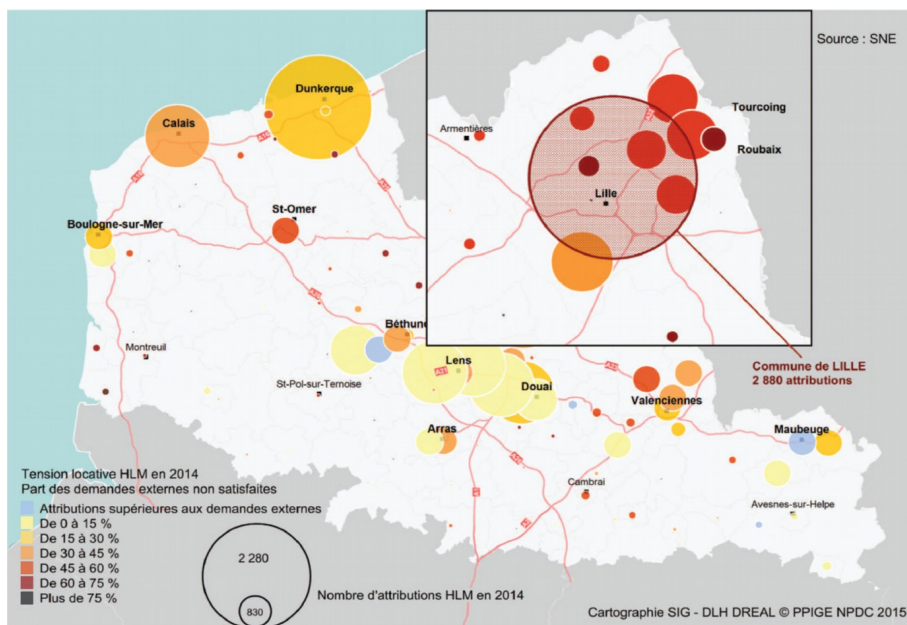 Source : SNE
Dunkerque
Calais
Tourcoing
Armentières
Roubaix
Lille
St-Omer
Boulogne-sur-Mer
Commune de LILLE
2 880 attributions
Béthune
Montreuil
Lens
St-Pol-sur-Ternoise
Douai
Valenciennes
Arras
Maubeuge
Cambrai
Avesnes-sur-Helpe
Tension locative HLM en 2014
Part des demandes externes non satisfaites
Attributions supérieures aux demandes externes
De 0 à 15 %
De 15 à 30 %
De 30 à 45 %
De 45 à 60 %
De 60 à 75 %
Plus de 75 %
2 280
830
Nombre d'attributions HLM en 2014
Cartographie SIG - DLH DREAL © PPIGE NPDC 2015